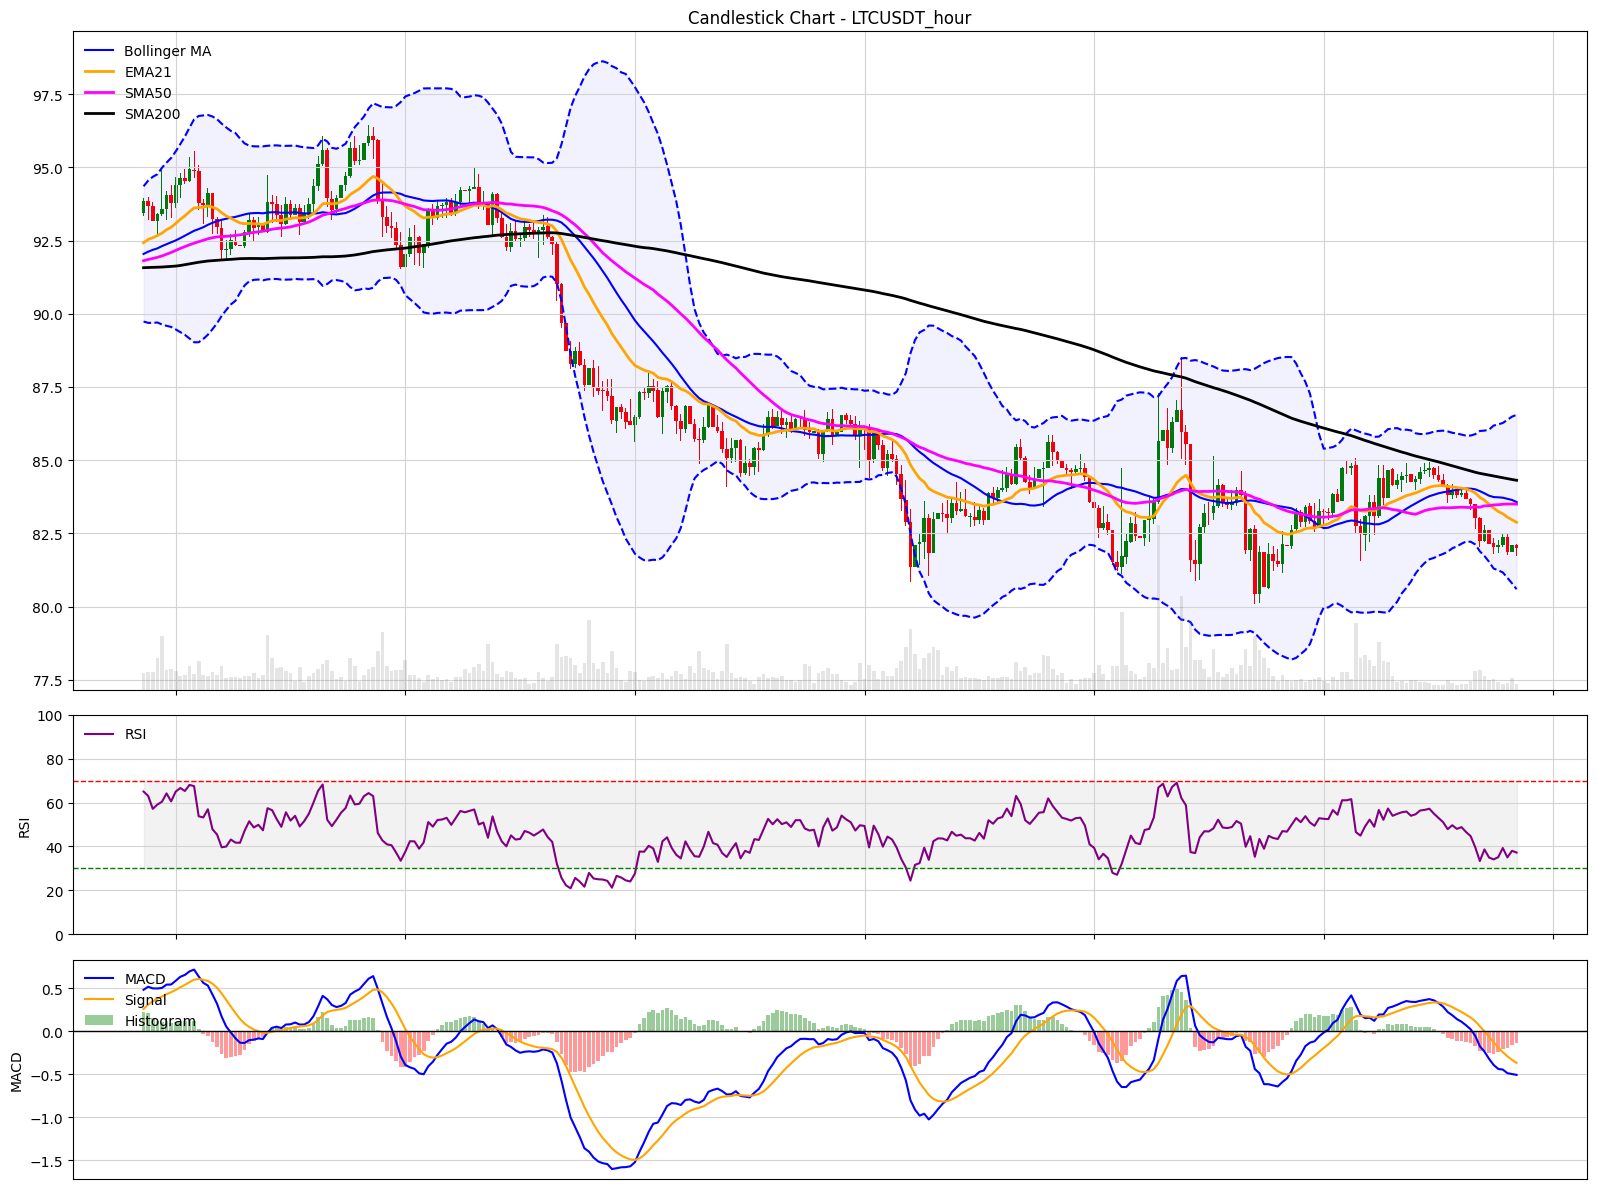 Candlestick Chart - LTCUSDT_hour
Bollinger MA
EMA21
SMA50
SMA200
97.5
95.0
92.5
90.0
87.5
85.0
82.5
80.0
77.5
RSI
100
80
60
40
20
0
RSI
MACD
Signal
Histogram
0.5
0.0
−0.5
−1.0
−1.5
MACD